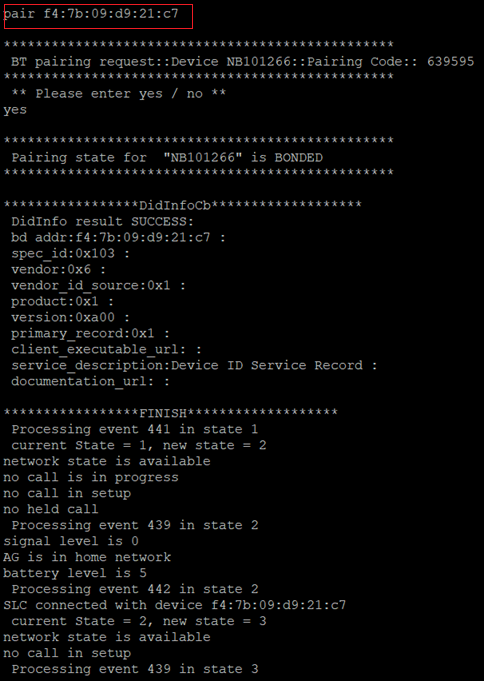 pair f4:7b:09:d9:21:c7
*************************************************
BT pairing request::Device NB101266::Pairing Code:: 639595
*************************************************
** Please enter yes / no **
yes
*************************************************
Pairing state for  "NB101266" is BONDED
*************************************************
*****************DidInfoCb*******************
DidInfo result SUCCESS:
bd addr:f4:7b:09:d9:21:c7 :
spec_id:0x103 :
vendor:0x6 :
vendor_id_source:0x1 :
product:0x1 :
version:0xa00 :
primary_record:0x1 :
client_executable_url: :
service_description:Device ID Service Record :
documentation_url: :
*****************FINISH*******************
Processing event 441 in state 1
current State = 1, new state = 2
network state is available
no call is in progress
no call in setup
no held call
Processing event 439 in state 2
signal level is 0
AG is in home network
battery level is 5
Processing event 442 in state 2
SLC connected with device f4:7b:09:d9:21:c7
current State = 2, new state = 3
network state is available
no call in setup
Processing event 439 in state 3